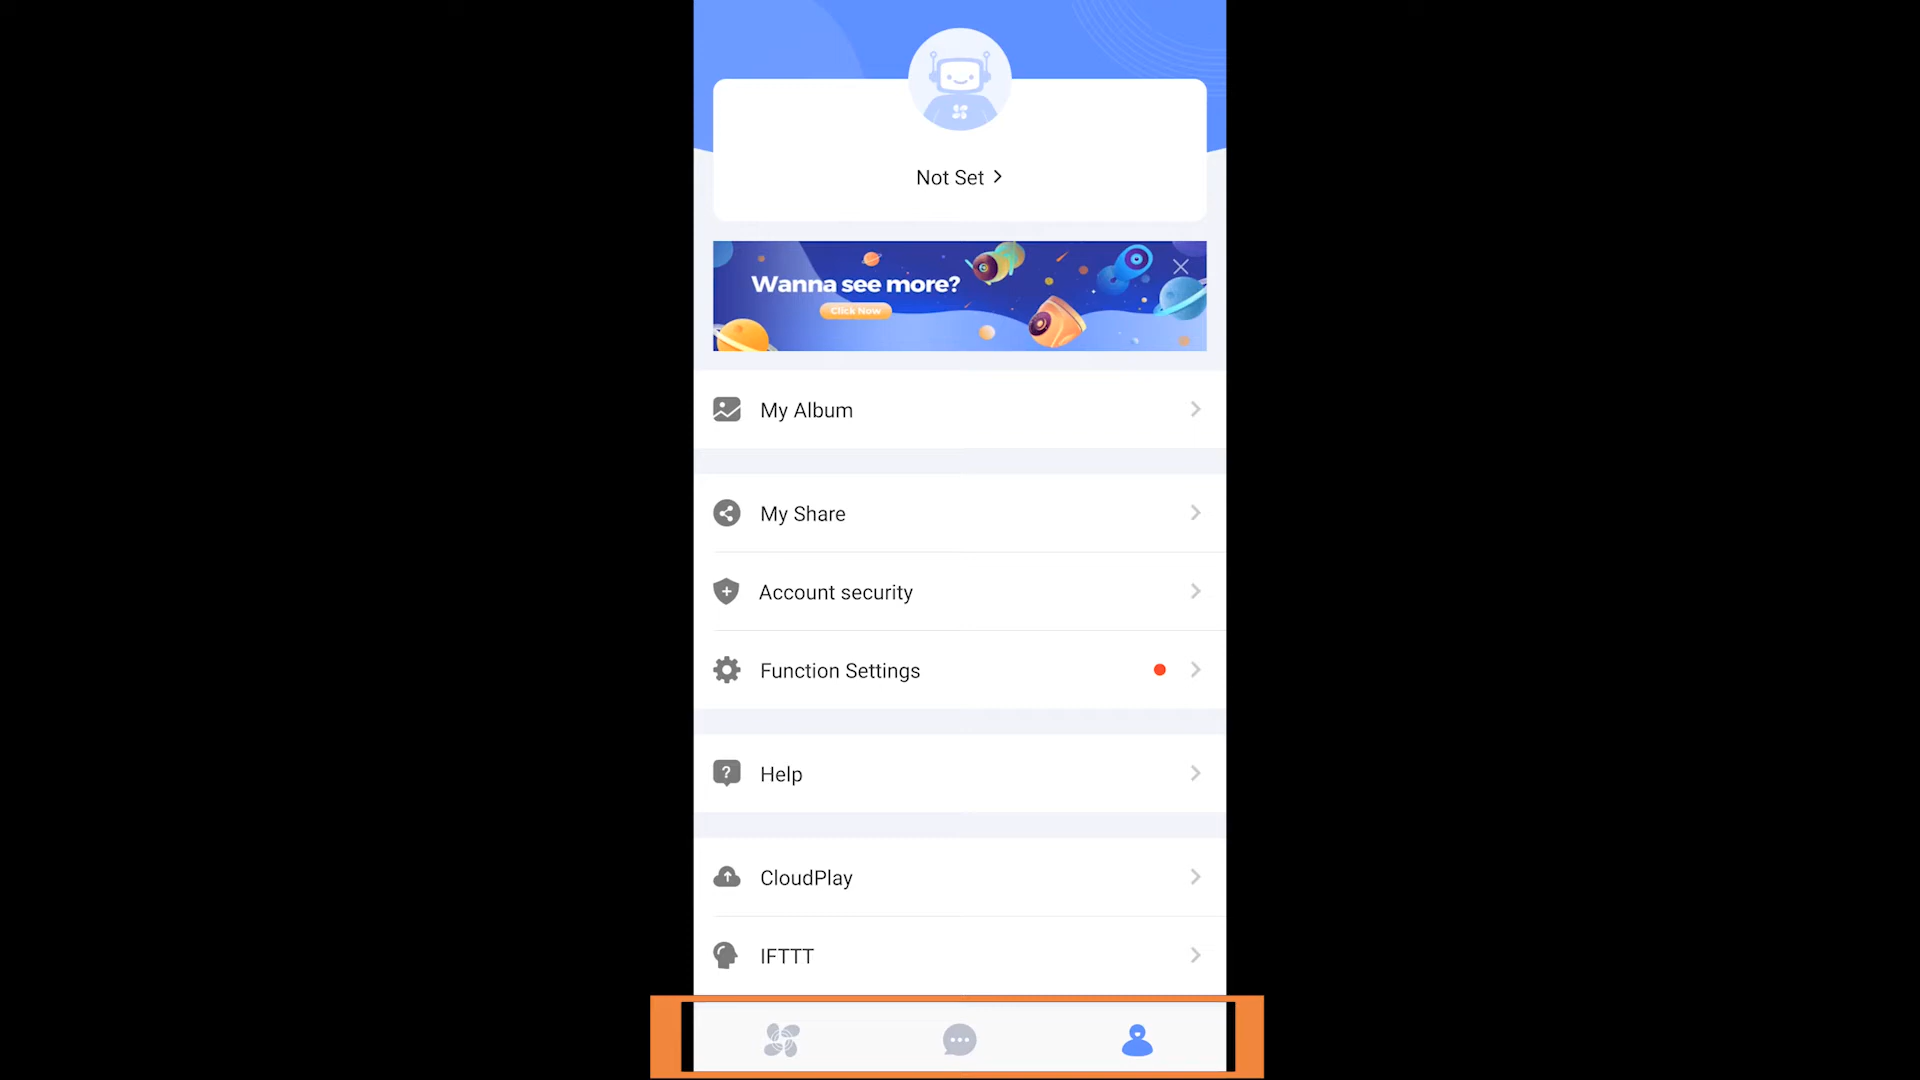 Not Set
Wanna see more?
Click Now
My Album
My Share
Account security
Function Settings
Help
CloudPlay
IFTTT